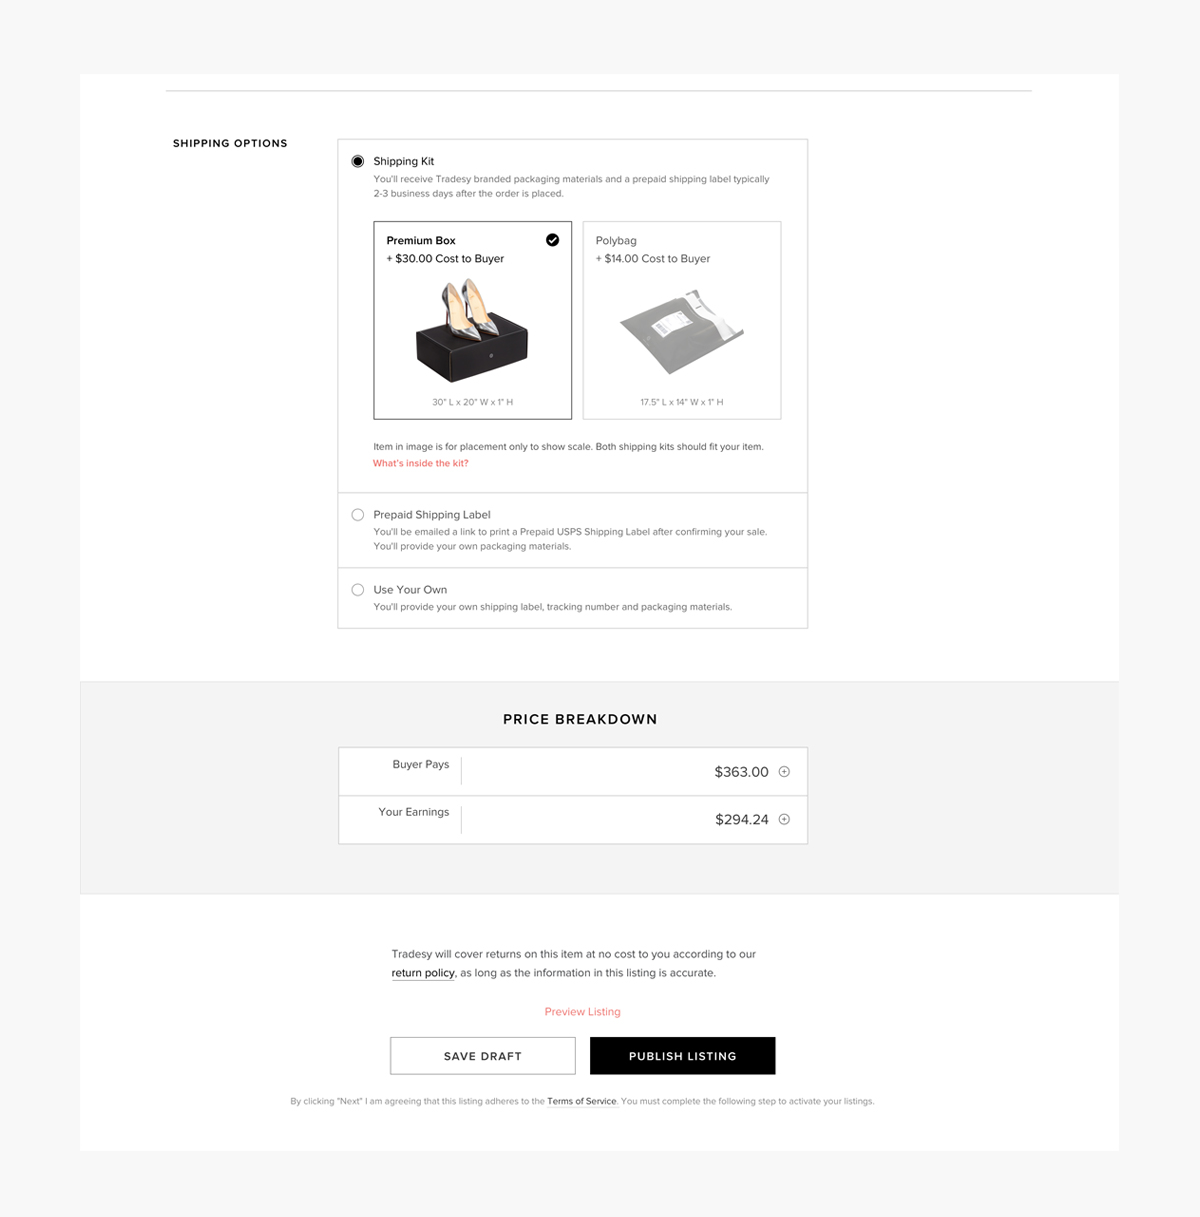 SHIPPING OPTIONS
Shipping Kit
You'll receive Tradesy branded packaging materials and a prepaid shipping label typically
2-3 business days after the order is placed.
Premium Box
+ $30.00 Cost to Buyer
30" L x 20" W x 1" H
Polybag
+ $14.00 Cost to Buyer
17.5" L x 14" W x 1" H
Item in image is for placement only to show scale. Both shipping kits should fit your item.
What's inside the kit?
Prepaid Shipping Label
You'll be emailed a link to print a Prepaid USPS Shipping Label after confirming your sale.
You'll provide your own packaging materials.
Use Your Own
You'll provide your own shipping label, tracking number and packaging materials.
PRICE BREAKDOWN
Buyer Pays
$363.00
Your Earnings
$294.24
Tradesy will cover returns on this item at no cost to you according to our
return policy, as long as the information in this listing is accurate.
Preview Listing
SAVE DRAFT
PUBLISH LISTING
By clicking "Next" I am agreeing that this listing adheres to the Terms of Service. You must complete the following step to activate your listings.